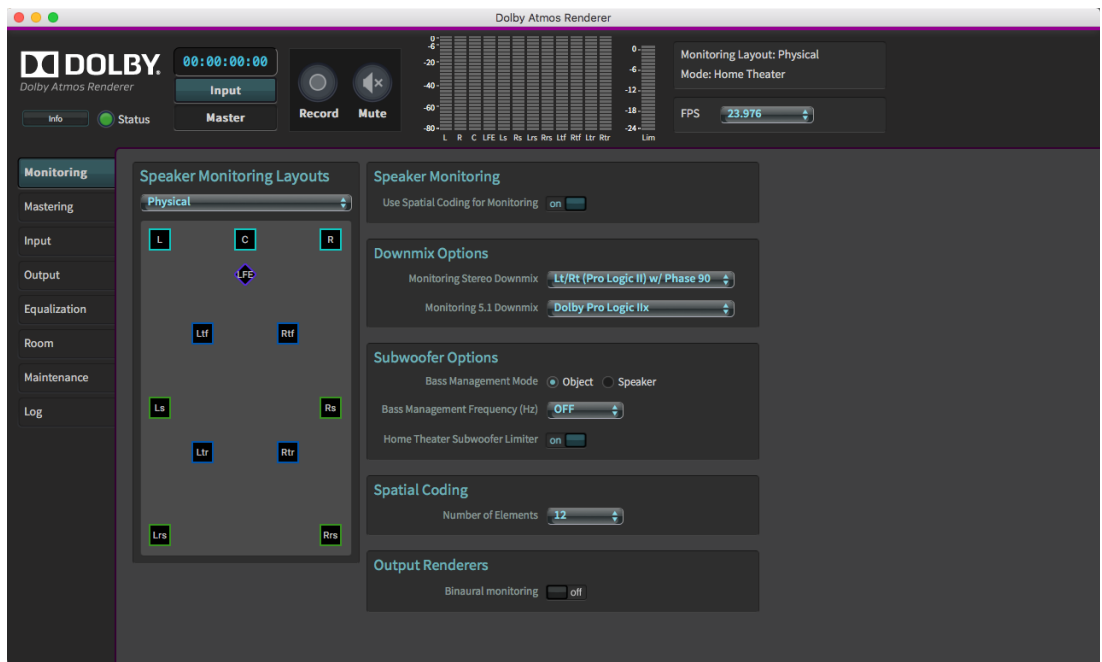 Dolby Atmos Renderer
DOLBY.
Dolby Atmos Renderer
Info
Status
00:00:00:00
Input
Master
Record
Mute
0-
-6-
-20-
-40-
-60-
-80-
L R C LFE Ls Rs Lrs Rrs Ltf Rtf Ltr Rtr
0-
-6-
-12-
-18-
-24-
Lim
Monitoring Layout: Physical
Mode: Home Theater
FPS 23.976
Monitoring
Mastering
Input
Output
Equalization
Room
Maintenance
Log
Speaker Monitoring Layouts
Physical
L C R
LFE
Ltf Rtf
Ls Rs
Ltr Rtr
Lrs Rrs
Speaker Monitoring
Use Spatial Coding for Monitoring on
Downmix Options
Monitoring Stereo Downmix Lt/Rt (Pro Logic II) w/ Phase 90
Monitoring 5.1 Downmix Dolby Pro Logic IIx
Subwoofer Options
Bass Management Mode Object Speaker
Bass Management Frequency (Hz) OFF
Home Theater Subwoofer Limiter on
Spatial Coding
Number of Elements 12
Output Renderers
Binaural monitoring off